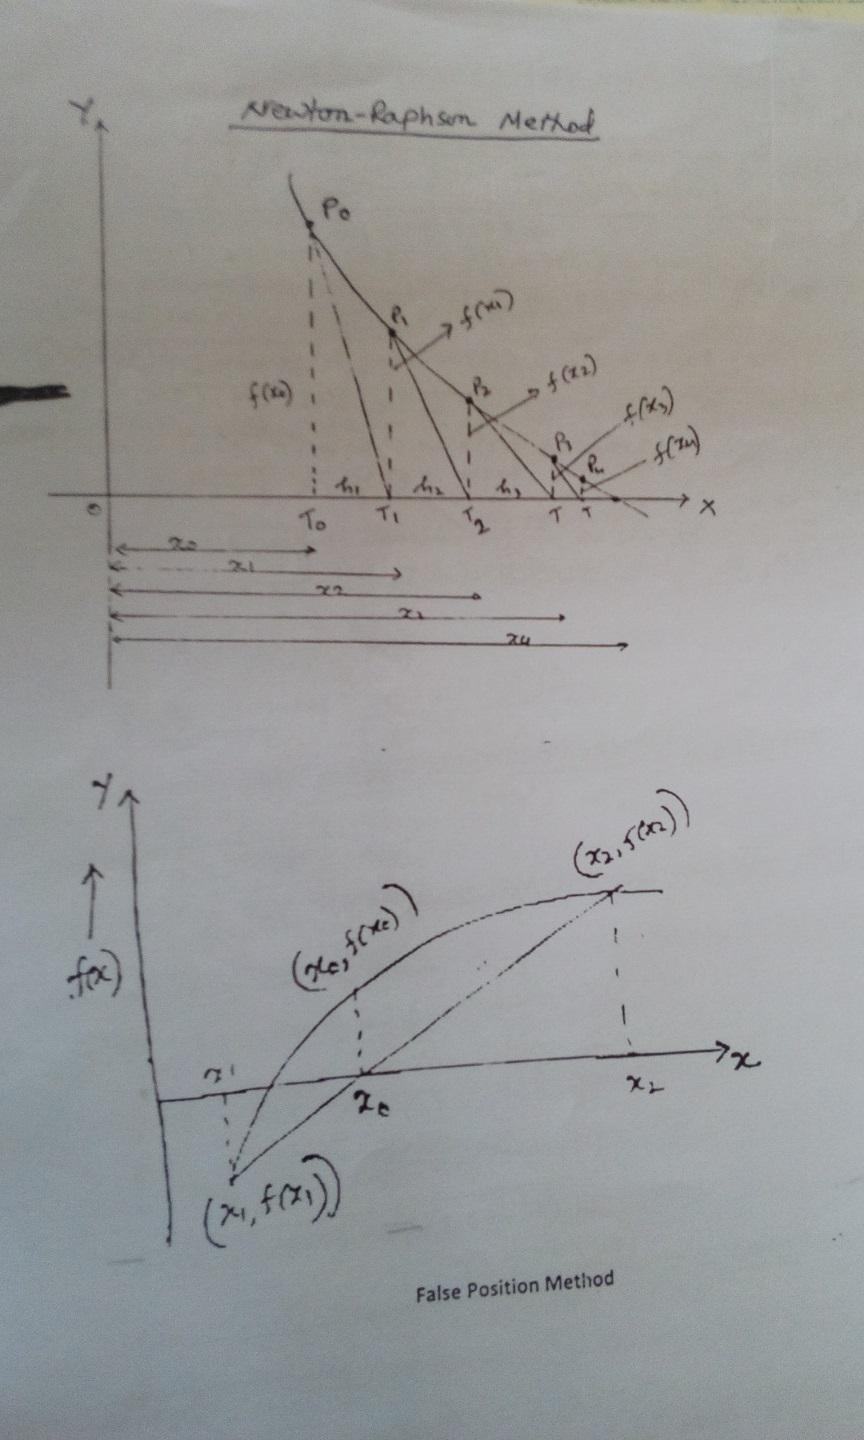 Newton-Raphson Method
Y
P0
P1
f(x1)
P2
f(x2)
f(x0)
P3
f(x3)
P4
f(x4)
h1 h2 h3
0 T0 T1 T2 T T X
x0
x1
x2
x4
Y
(x2, f(x2))
(xc, f(xc))
f(x)
x1
xc
x2
x
(x1, f(x1))
False Position Method